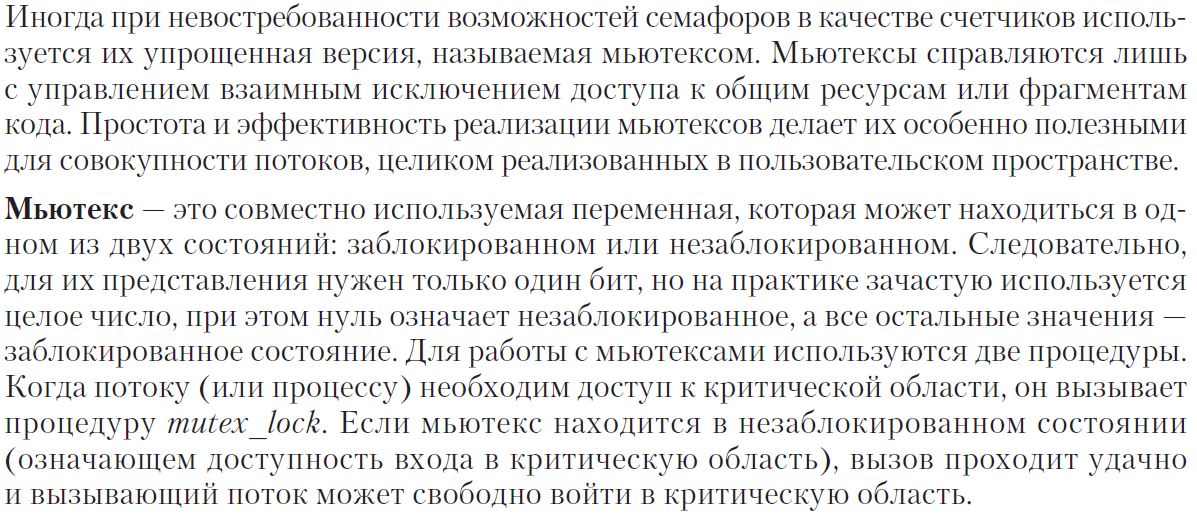 Иногда при невостребованности возможностей семафоров в качестве счетчиков исполь-
зуется их упрощенная версия, называемая мьютексом. Мьютексы справляются лишь
с управлением взаимным исключением доступа к общим ресурсам или фрагментам
кода. Простота и эффективность реализации мьютексов делает их особенно полезными
для совокупности потоков, целиком реализованных в пользовательском пространстве.
Мьютекс — это совместно используемая переменная, которая может находиться в од-
ном из двух состояний: заблокированном или незаблокированном. Следовательно,
для их представления нужен только один бит, но на практике зачастую используется
целое число, при этом нуль означает незаблокированное, а все остальные значения —
заблокированное состояние. Для работы с мьютексами используются две процедуры.
Когда потоку (или процессу) необходим доступ к критической области, он вызывает
процедуру mutex_lock. Если мьютекс находится в незаблокированном состоянии
(означающем доступность входа в критическую область), вызов проходит удачно
и вызывающий поток может свободно войти в критическую область.